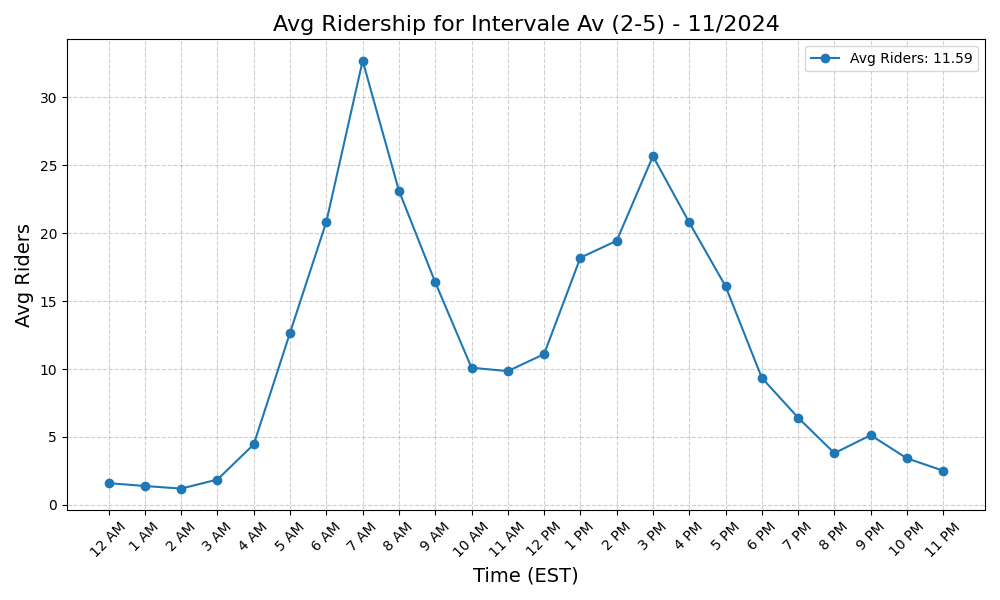 Avg Ridership for Intervale Av (2-5) - 11/2024
Avg Riders: 11.59
Avg Riders
30
25
20
15
10
5
0
12 AM
1 AM
2 AM
3 AM
4 AM
5 AM
6 AM
7 AM
8 AM
9 AM
10 AM
11 AM
12 PM
1 PM
2 PM
3 PM
4 PM
5 PM
6 PM
7 PM
8 PM
9 PM
10 PM
11 PM
Time (EST)